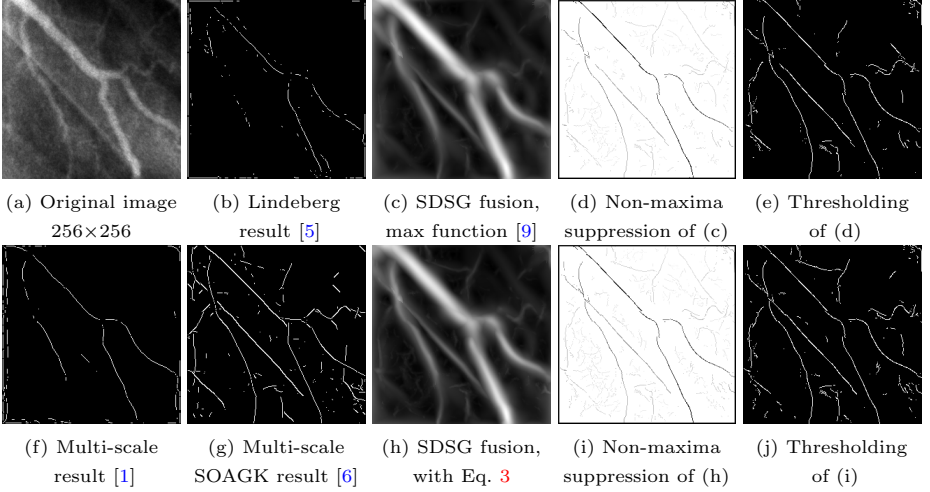 (a) Original image
256×256
(b) Lindeberg
result [5]
(c) SDSG fusion,
max function [9]
(d) Non-maxima
suppression of (c)
(e) Thresholding
of (d)
(f) Multi-scale
result [1]
(g) Multi-scale
SOAGK result [6]
(h) SDSG fusion,
with Eq. 3
(i) Non-maxima
suppression of (h)
(j) Thresholding
of (i)